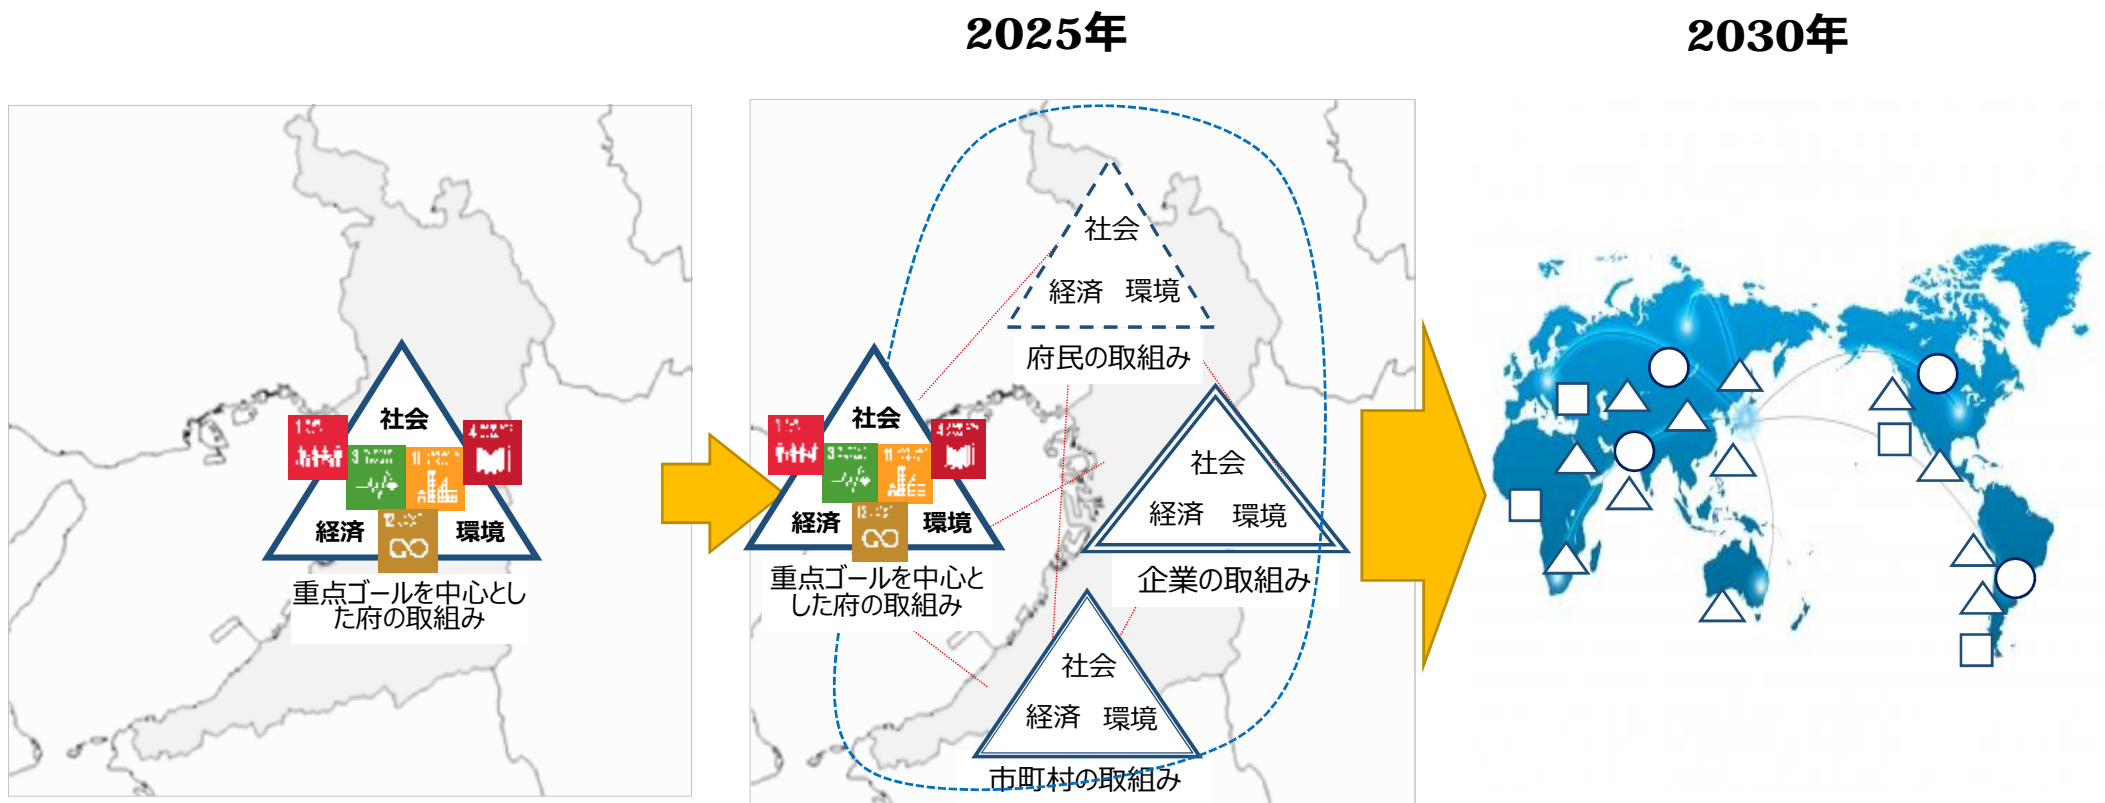 2025年
2030年
社会
経済
環境
重点ゴールを中心とし
た府の取組み
社会
経済
環境
重点ゴールを中心と
した府の取組み
社会
経済 環境
府民の取組み
社会
経済 環境
企業の取組み
社会
経済 環境
市町村の取組み